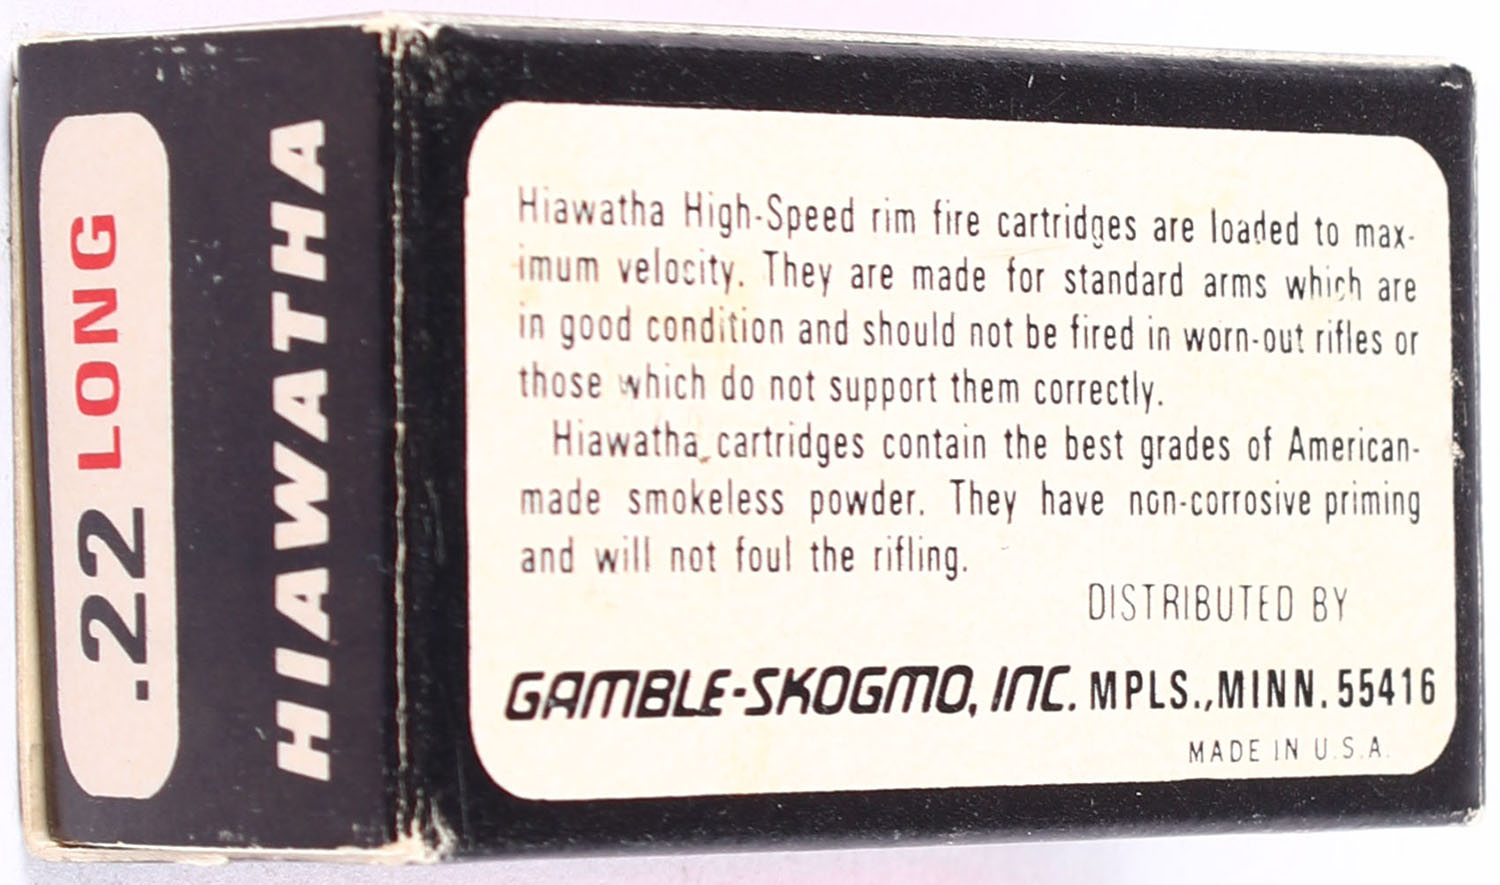 .22 LONG
HIAWATHA
Hiawatha High-Speed rim fire cartridges are loaded to max-
imum velocity. They are made for standard arms which are
in good condition and should not be fired in worn-out rifles or
those which do not support them correctly.
Hiawatha cartridges contain the best grades of American-
made smokeless powder. They have non-corrosive priming
and will not foul the rifling.
DISTRIBUTED BY
GAMBLE-SKOGMO, INC. MPLS., MINN. 55416
MADE IN U.S.A.